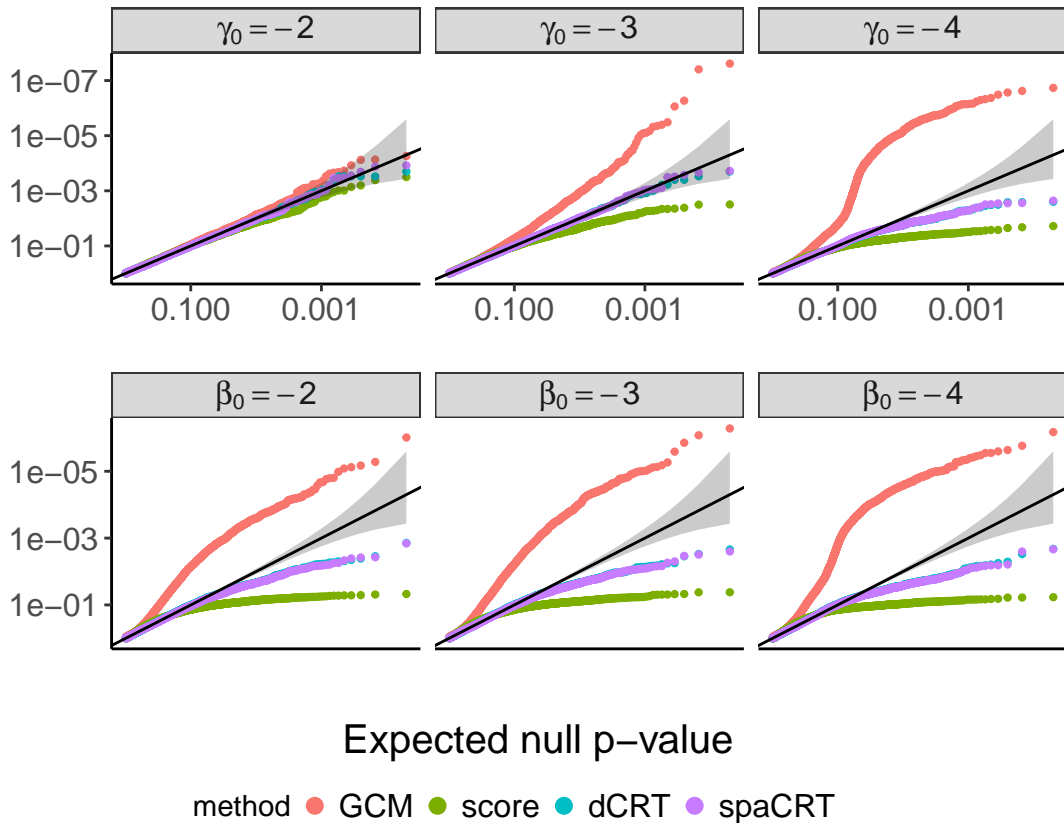 γ₀ = −2 γ₀ = −3 γ₀ = −4
1e−07
1e−05
1e−03
1e−01
0.100 0.001 0.100 0.001 0.100 0.001
β₀ = −2 β₀ = −3 β₀ = −4
1e−05
1e−03
1e−01
Expected null p−value
method GCM score dCRT spaCRT